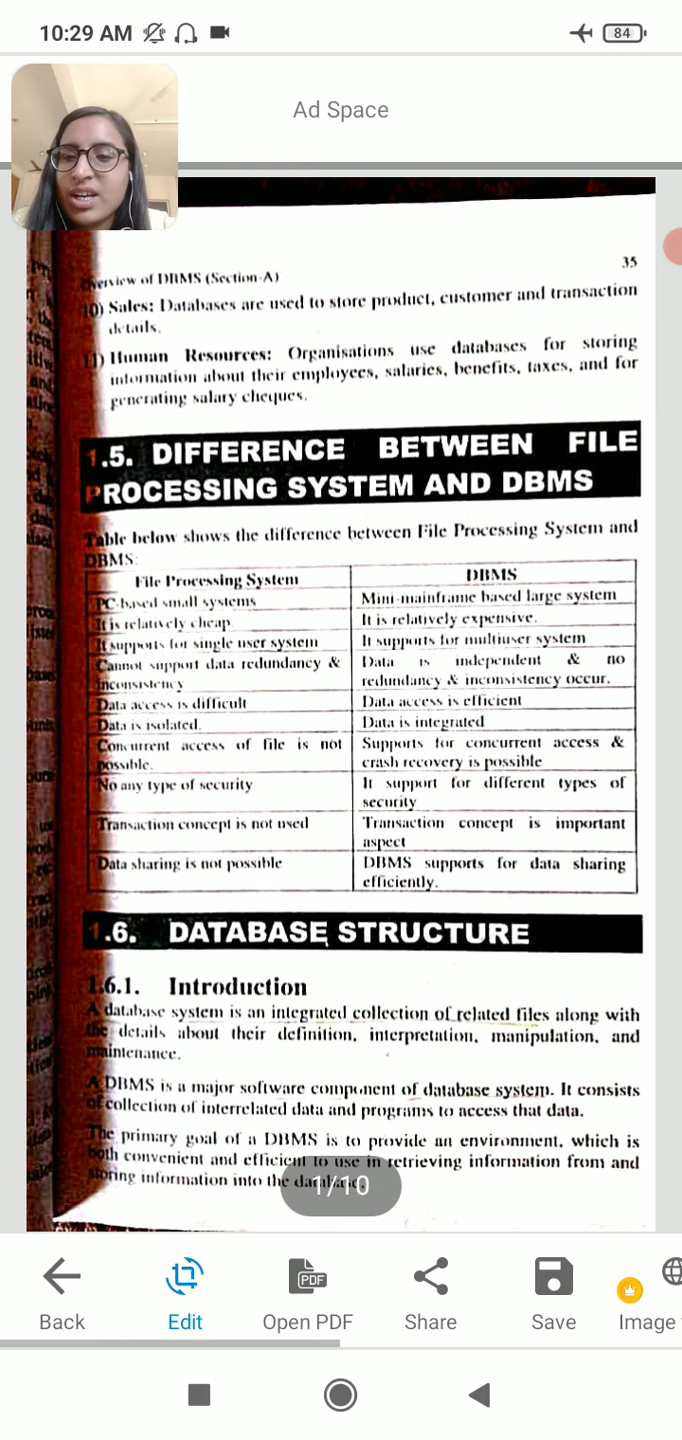 10:29 AM
84
Ad Space
35
Overview of DBMS (Section-A)
10) Sales: Databases are used to store product, customer and transaction
details.
11) Human Resources: Organisations use databases for storing
information about their employees, salaries, benefits, taxes, and for
generating salary cheques.
1.5. DIFFERENCE BETWEEN FILE
PROCESSING SYSTEM AND DBMS
Table below shows the difference between File Processing System and
DBMS:
File Processing System DBMS
PC-based small systems Mini-mainframe based large system
It is relatively cheap It is relatively expensive.
It supports for single user system It supports for multiuser system
Cannot support data redundancy & Data is independent & no
inconsistency redundancy & inconsistency occur.
Data access is difficult Data access is efficient
Data is isolated. Data is integrated
Concurrent access of file is not Supports for concurrent access &
possible. crash recovery is possible
No any type of security It support for different types of
security
Transaction concept is not used Transaction concept is important
aspect
Data sharing is not possible DBMS supports for data sharing
efficiently.
1.6. DATABASE STRUCTURE
1.6.1. Introduction
A database system is an integrated collection of related files along with
the details about their definition, interpretation, manipulation, and
maintenance.
A DBMS is a major software component of database system. It consists
of collection of interrelated data and programs to access that data.
The primary goal of a DBMS is to provide an environment, which is
both convenient and efficient to use in retrieving information from and
storing information into the database.
1/10
Back
Edit
PDF
Open PDF
Share
Save
Image